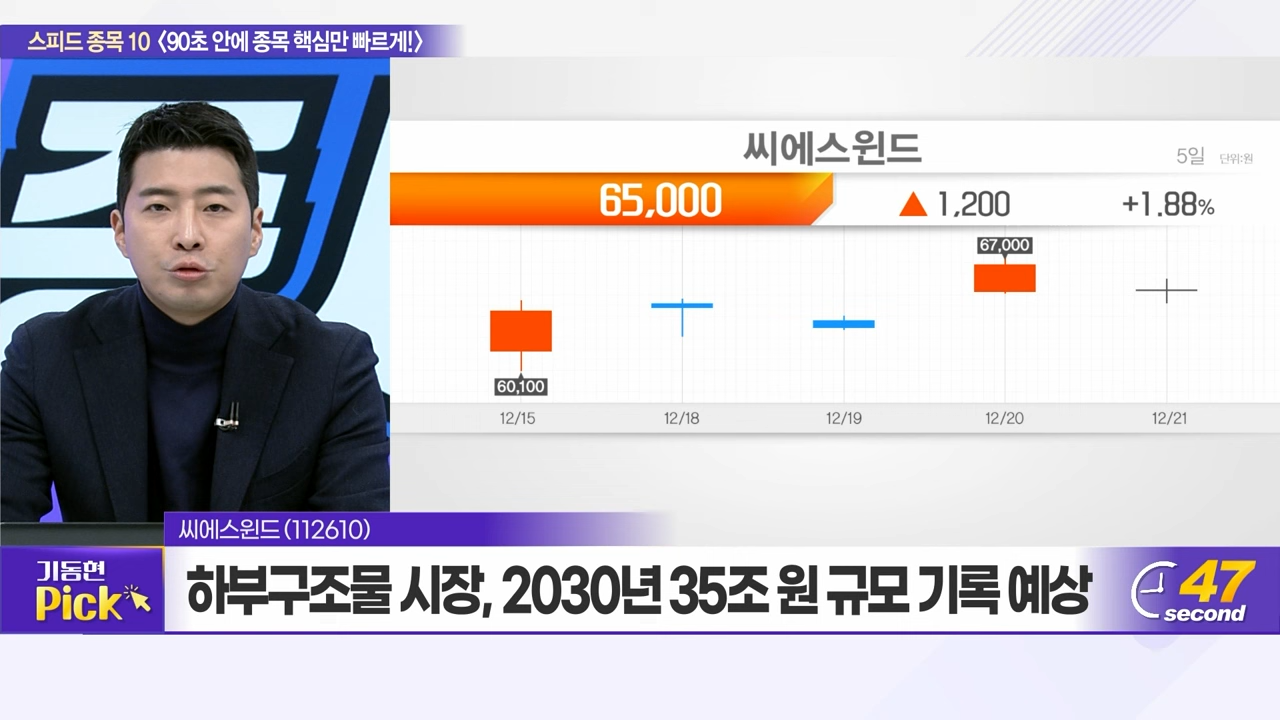 스피드 종목 10 〈90초 안에 종목 핵심만 빠르게!〉
씨에스윈드
5일 단위:원
65,000 ▲ 1,200 +1.88%
67,000
60,100
12/15 12/18 12/19 12/20 12/21
씨에스윈드 (112610)
기동현
Pick
하부구조물 시장, 2030년 35조 원 규모 기록 예상
47
second